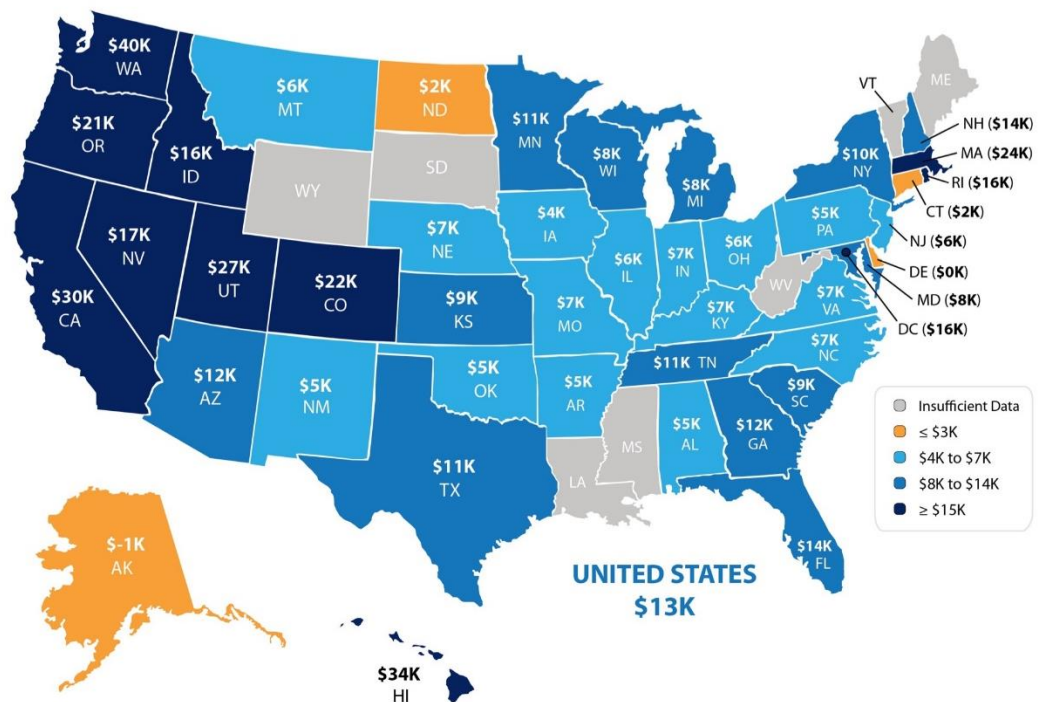 $40K
WA
$21K
OR
$16K
ID
$6K
MT
$2K
ND
$11K
MN
$8K
WI
$8K
MI
VT
ME
NH ($14K)
MA ($24K)
RI ($16K)
CT ($2K)
NJ ($6K)
DE ($0K)
MD ($8K)
DC ($16K)
$10K
NY
$5K
PA
WY
SD
$17K
NV
$27K
UT
$22K
CO
$30K
CA
$7K
NE
$4K
IA
$6K
IL
$7K
IN
$6K
OH
WV
$7K
VA
$9K
KS
$7K
MO
$7K
KY
$7K
NC
$12K
AZ
$5K
NM
$5K
OK
$5K
AR
$11K TN
$9K
SC
MS
$5K
AL
$12K
GA
$11K
TX
LA
$14K
FL
Insufficient Data
≤ $3K
$4K to $7K
$8K to $14K
≥ $15K
UNITED STATES
$13K
$-1K
AK
$34K
HI